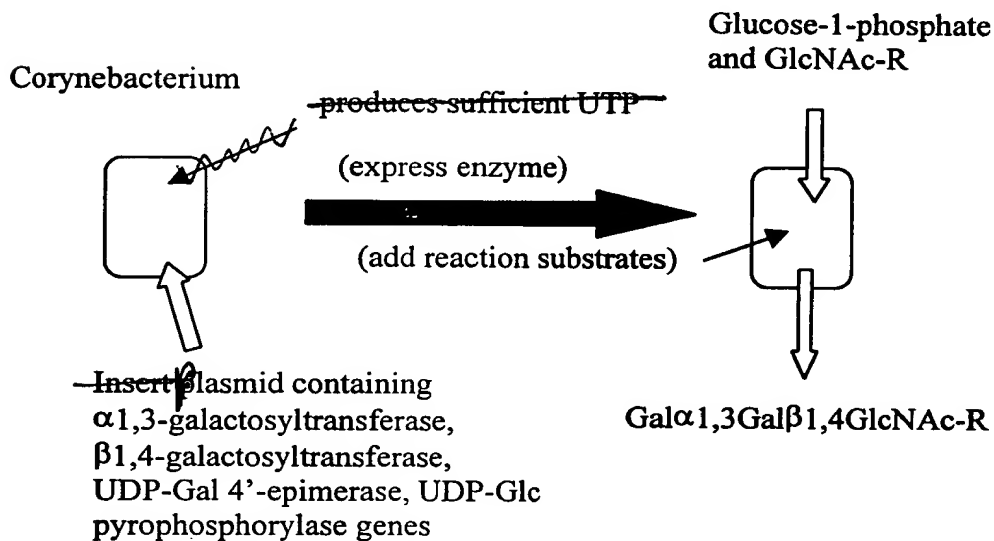 Glucose-1-phosphate
and GlcNAc-R
Corynebacterium
produces sufficient UTP
(express enzyme)
(add reaction substrates)
Insert plasmid containing
α1,3-galactosyltransferase,
β1,4-galactosyltransferase,
UDP-Gal 4'-epimerase, UDP-Glc
pyrophosphorylase genes
Galα1,3Galβ1,4GlcNAc-R